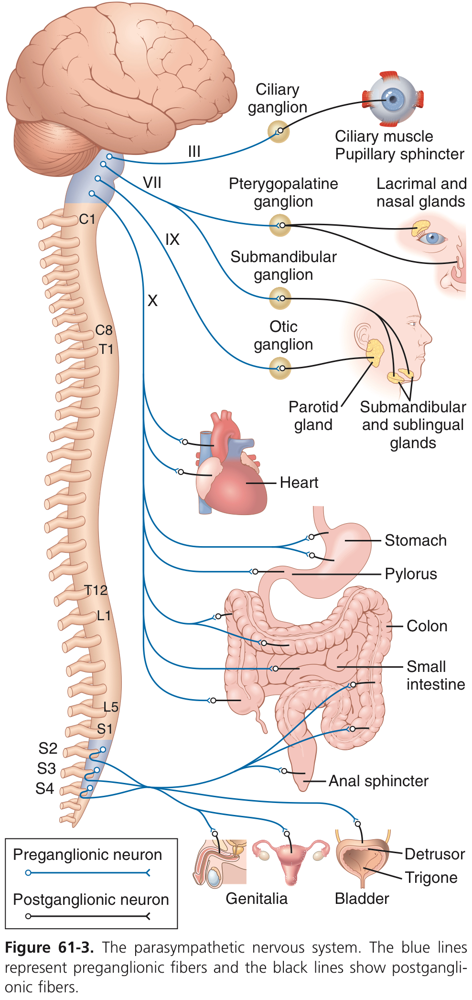 Ciliary
ganglion
Ciliary muscle
Pupillary sphincter
III
VII
Pterygopalatine
ganglion
Lacrimal and
nasal glands
C1
IX
Submandibular
ganglion
X
C8
T1
Otic
ganglion
Parotid
gland
Submandibular
and sublingual
glands
Heart
Stomach
Pylorus
T12
L1
Colon
Small
intestine
L5
S1
S2
S3
S4
Anal sphincter
Detrusor
Trigone
Genitalia
Bladder
Preganglionic neuron
Postganglionic neuron
Figure 61-3. The parasympathetic nervous system. The blue lines
represent preganglionic fibers and the black lines show postgangli-
onic fibers.